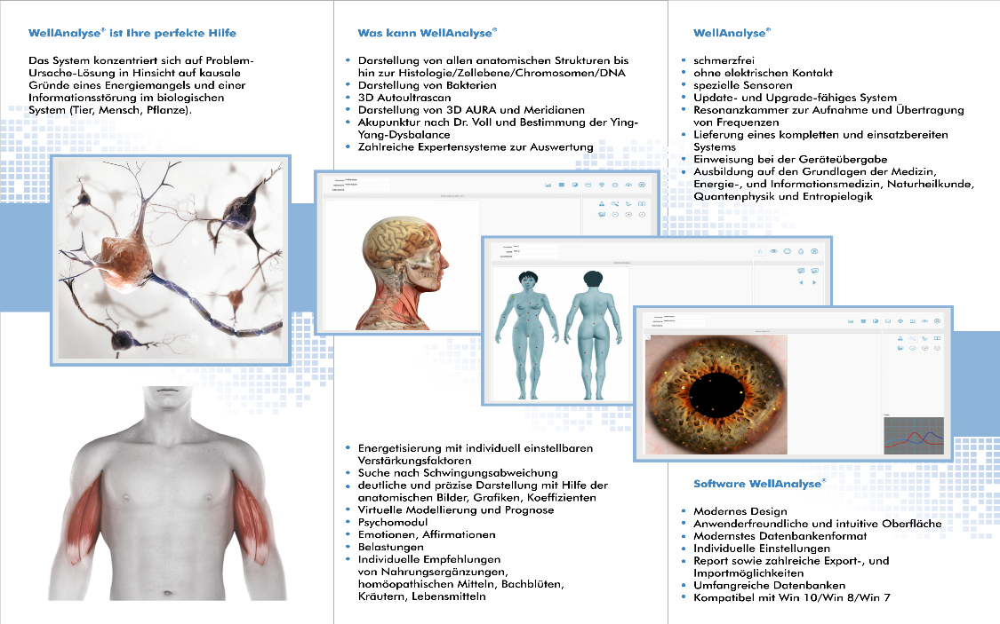 WellAnalyse® ist Ihre perfekte Hilfe
Das System konzentriert sich auf Problem-
Ursache-Lösung in Hinsicht auf kausale
Gründe eines Energiemangels und einer
Informationsstörung im biologischen
System (Tier, Mensch, Pflanze).
Was kann WellAnalyse®
• Darstellung von allen anatomischen Strukturen bis
hin zur Histologie/Zellebene/Chromosomen/DNA
• Darstellung von Bakterien
• 3D Autoultrascan
• Darstellung von 3D AURA und Meridianen
• Akupunktur nach Dr. Voll und Bestimmung der Ying-
Yang-Dysbalance
• Zahlreiche Expertensysteme zur Auswertung
• Energetisierung mit individuell einstellbaren
Verstärkungsfaktoren
• Suche nach Schwingungsabweichung
• deutliche und präzise Darstellung mit Hilfe der
anatomischen Bilder, Grafiken, Koeffizienten
• Virtuelle Modellierung und Prognose
• Psychomodul
• Emotionen, Affirmationen
• Belastungen
• Individuelle Empfehlungen
von Nahrungsergänzungen,
homöopathischen Mitteln, Bachblüten,
Kräutern, Lebensmitteln
WellAnalyse®
• schmerzfrei
• ohne elektrischen Kontakt
• spezielle Sensoren
• Update- und Upgrade-fähiges System
• Resonanzkammer zur Aufnahme und Übertragung
von Frequenzen
• Lieferung eines kompletten und einsatzbereiten
Systems
• Einweisung bei der Geräteübergabe
• Ausbildung auf den Grundlagen der Medizin,
Energie-, und Informationsmedizin, Naturheilkunde,
Quantenphysik und Entropielogik
Software WellAnalyse®
• Modernes Design
• Anwenderfreundliche und intuitive Oberfläche
• Modernstes Datenbankenformat
• Individuelle Einstellungen
• Report sowie zahlreiche Export-, und
Importmöglichkeiten
• Umfangreiche Datenbanken
• Kompatibel mit Win 10/Win 8/Win 7